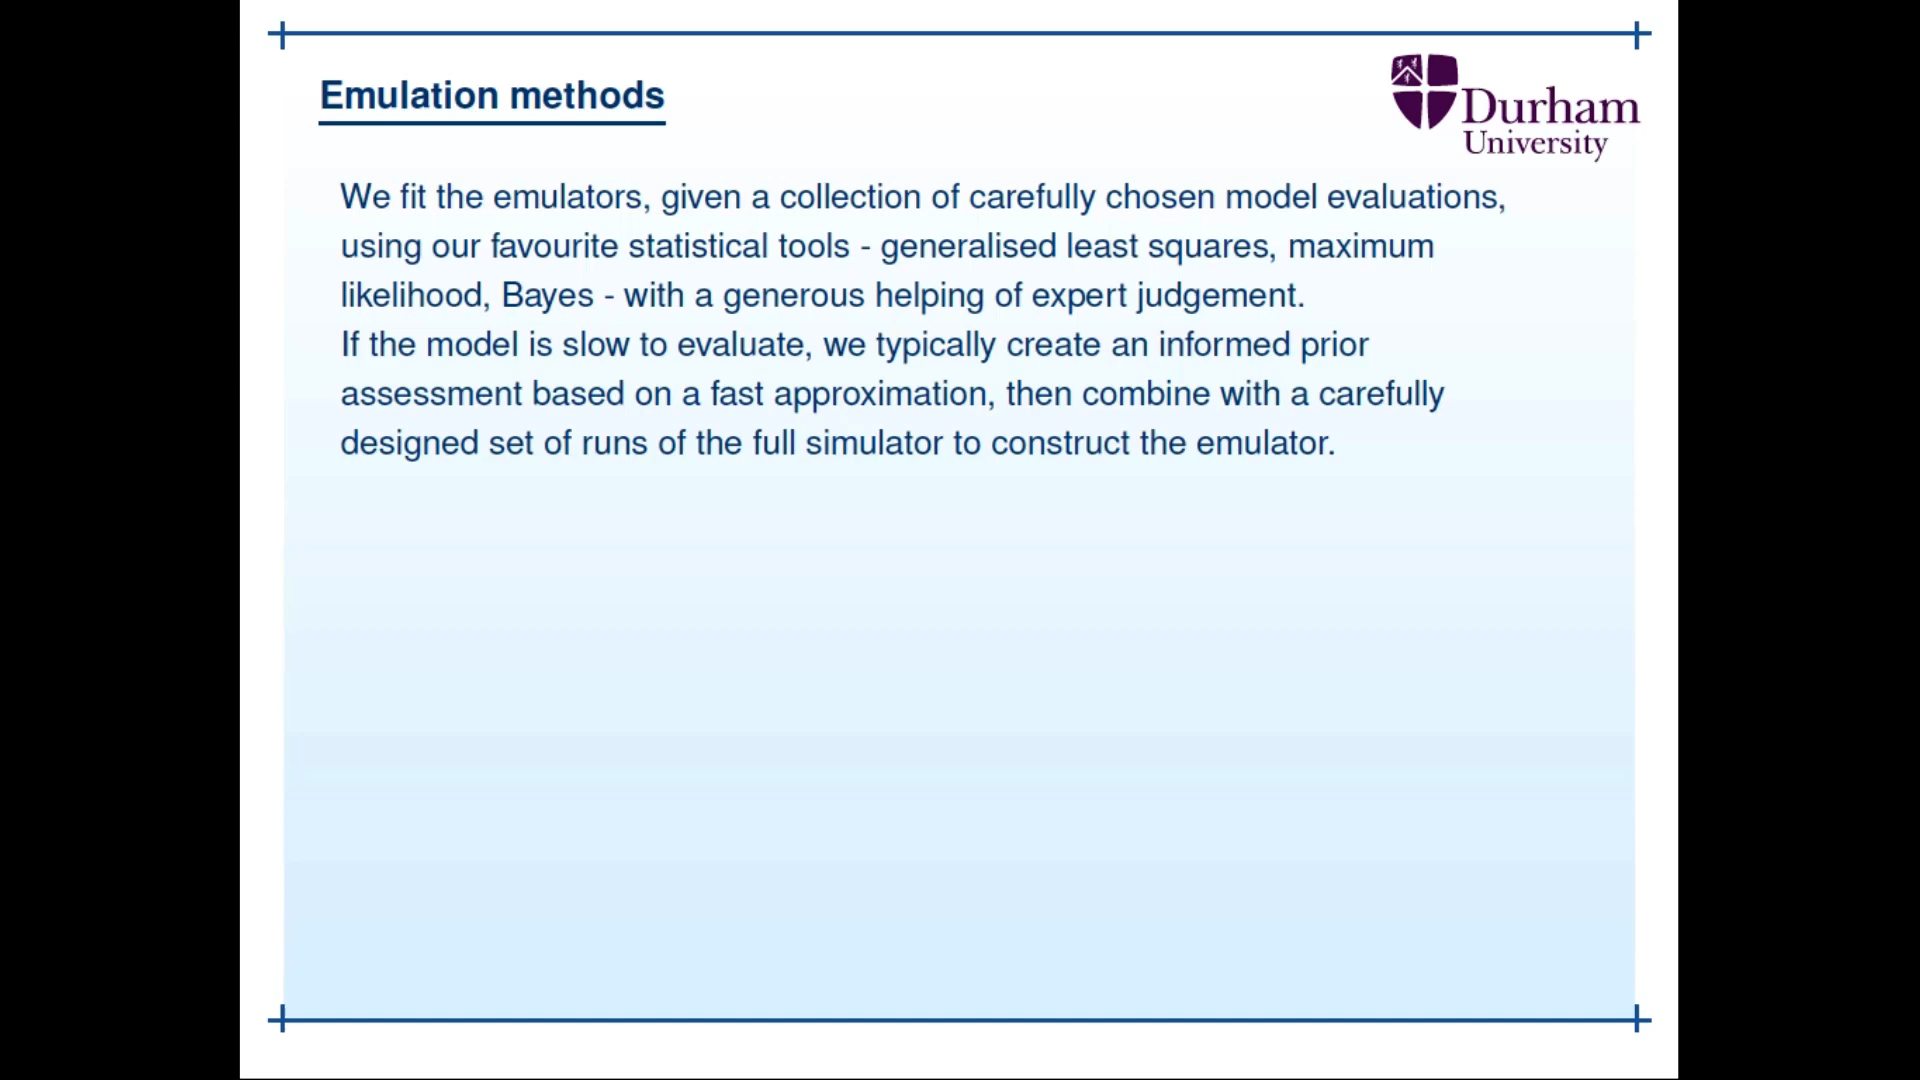 Emulation methods
Durham
University
We fit the emulators, given a collection of carefully chosen model evaluations,
using our favourite statistical tools - generalised least squares, maximum
likelihood, Bayes - with a generous helping of expert judgement.
If the model is slow to evaluate, we typically create an informed prior
assessment based on a fast approximation, then combine with a carefully
designed set of runs of the full simulator to construct the emulator.